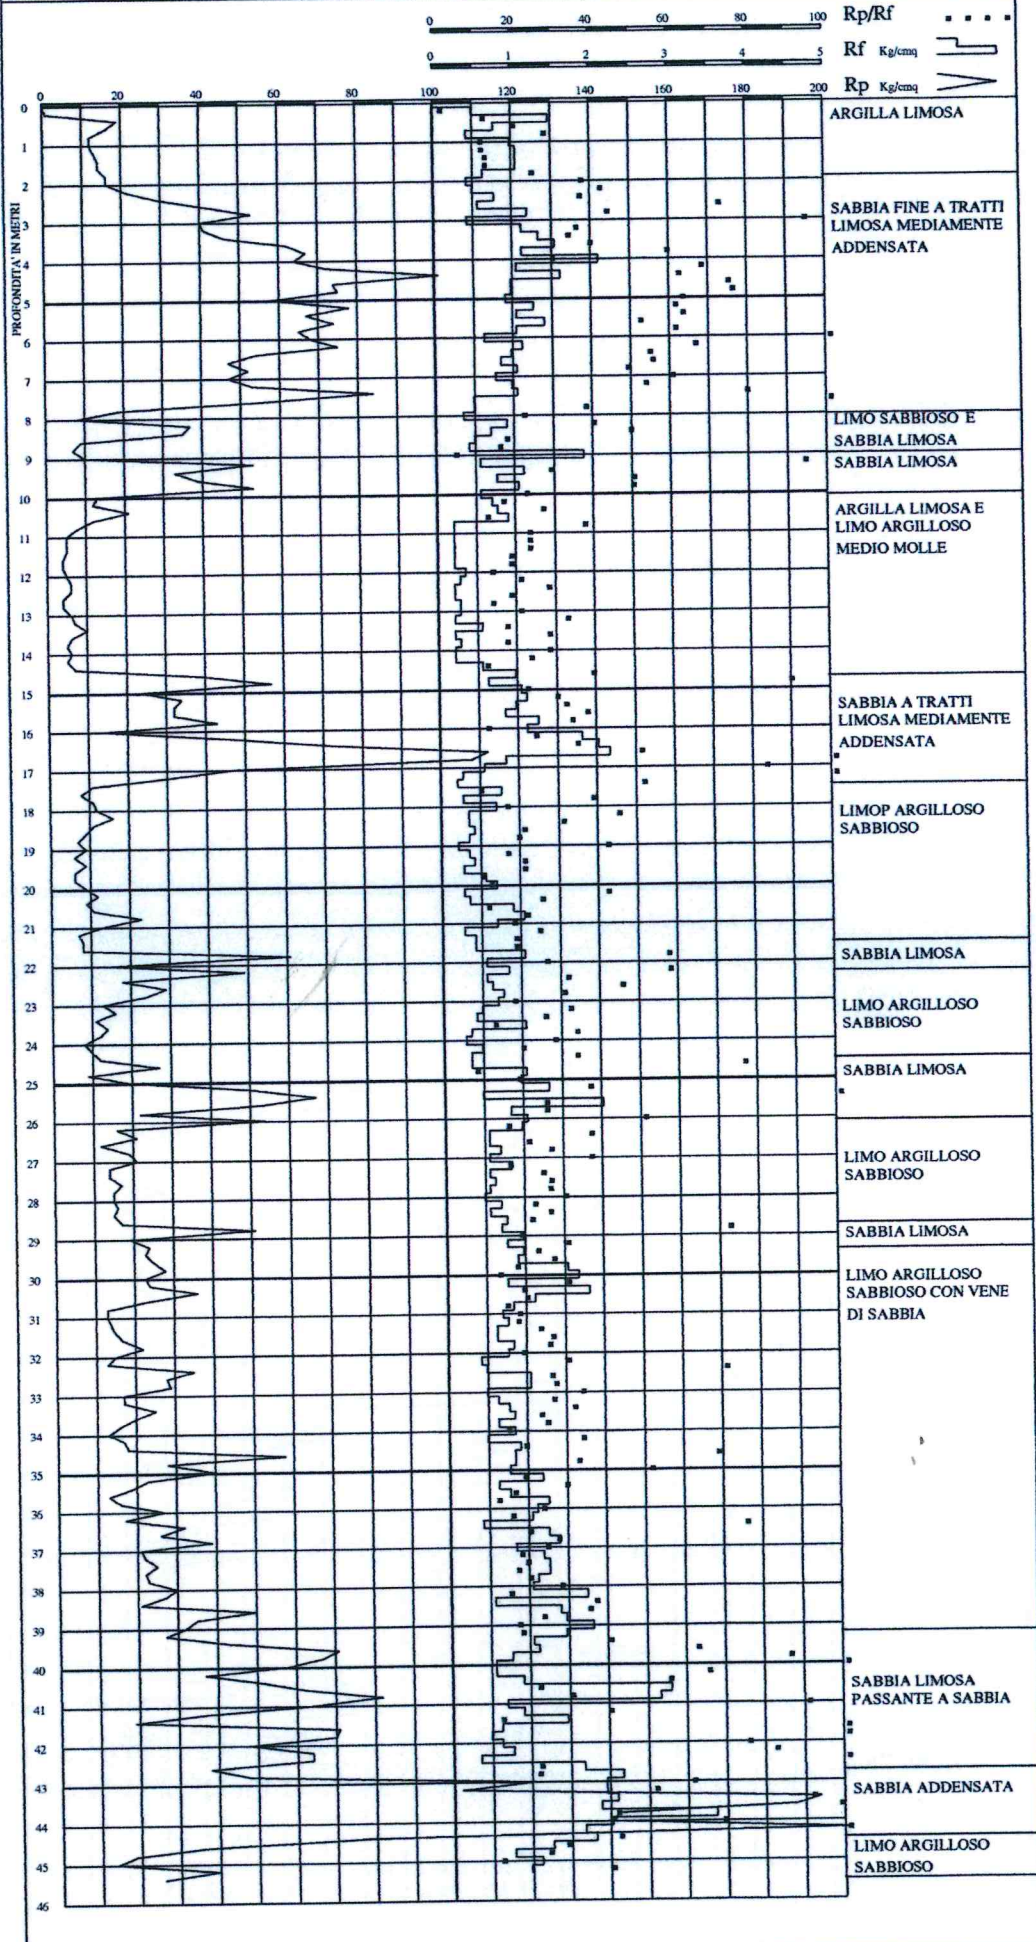 0 20 40 60 80 100 Rp/Rf
0 1 2 3 4 5 Rf Kg/cmq
Rp Kg/cmq
0 20 40 60 80 100 120 140 160 180 200
PROFONDITA' IN METRI
0
1
2
3
4
5
6
7
8
9
10
11
12
13
14
15
16
17
18
19
20
21
22
23
24
25
26
27
28
29
30
31
32
33
34
35
36
37
38
39
40
41
42
43
44
45
46
ARGILLA LIMOSA
SABBIA FINE A TRATTI
LIMOSA MEDIAMENTE
ADDENSATA
LIMO SABBIOSO E
SABBIA LIMOSA
SABBIA LIMOSA
ARGILLA LIMOSA E
LIMO ARGILLOSO
MEDIO MOLLE
SABBIA A TRATTI
LIMOSA MEDIAMENTE
ADDENSATA
LIMOP ARGILLOSO
SABBIOSO
SABBIA LIMOSA
LIMO ARGILLOSO
SABBIOSO
SABBIA LIMOSA
LIMO ARGILLOSO
SABBIOSO
SABBIA LIMOSA
LIMO ARGILLOSO
SABBIOSO CON VENE
DI SABBIA
SABBIA LIMOSA
PASSANTE A SABBIA
SABBIA ADDENSATA
LIMO ARGILLOSO
SABBIOSO